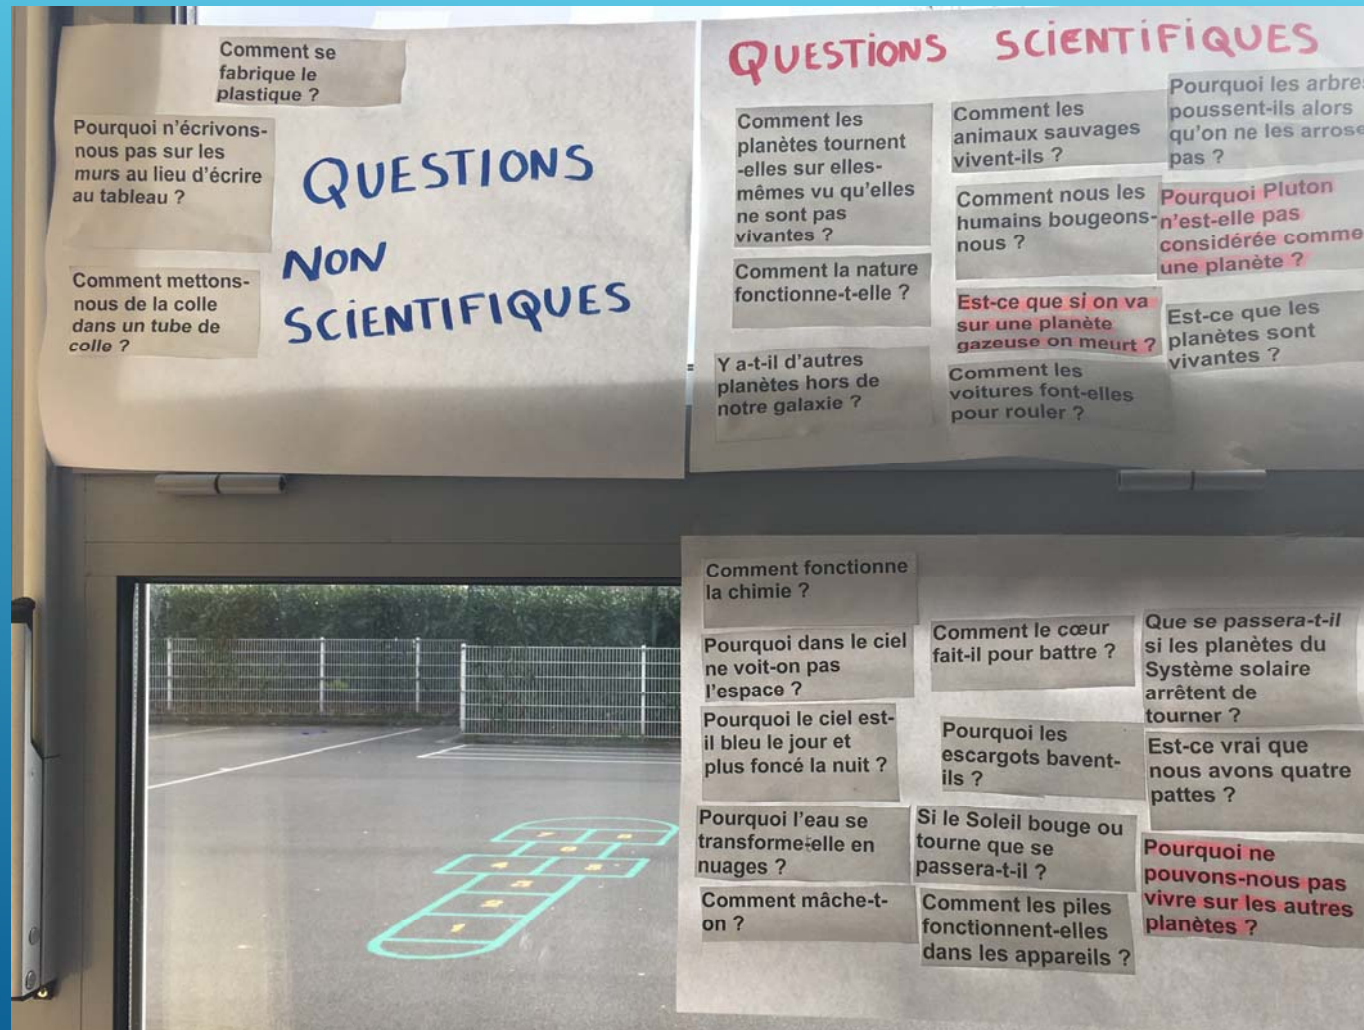 Comment se
fabrique le
plastique ?
Pourquoi n'écrivons-
nous pas sur les
murs au lieu d'écrire
au tableau ?
Comment mettons-
nous de la colle
dans un tube de
colle ?
QUESTIONS
NON
SCIENTIFIQUES
QUESTIONS SCIENTIFIQUES
Comment les
planètes tournent
-elles sur elles-
mêmes vu qu'elles
ne sont pas
vivantes ?
Comment la nature
fonctionne-t-elle ?
Y a-t-il d'autres
planètes hors de
notre galaxie ?
Comment les
animaux sauvages
vivent-ils ?
Comment nous les
humains bougeons-
nous ?
Est-ce que si on va
sur une planète
gazeuse on meurt ?
Comment les
voitures font-elles
pour rouler ?
Pourquoi les arbres
poussent-ils alors
qu'on ne les arrose
pas ?
Pourquoi Pluton
n'est-elle pas
considérée comme
une planète ?
Est-ce que les
planètes sont
vivantes ?
Comment fonctionne
la chimie ?
Pourquoi dans le ciel
ne voit-on pas
l'espace ?
Pourquoi le ciel est-
il bleu le jour et
plus foncé la nuit ?
Pourquoi l'eau se
transforme-elle en
nuages ?
Comment mâche-t-
on ?
Comment le cœur
fait-il pour battre ?
Pourquoi les
escargots bavent-
ils ?
Si le Soleil bouge ou
tourne que se
passera-t-il ?
Comment les piles
fonctionnent-elles
dans les appareils ?
Que se passera-t-il
si les planètes du
Système solaire
arrêtent de
tourner ?
Est-ce vrai que
nous avons quatre
pattes ?
Pourquoi ne
pouvons-nous pas
vivre sur les autres
planètes ?
7 8
6
4 5
3
2
1